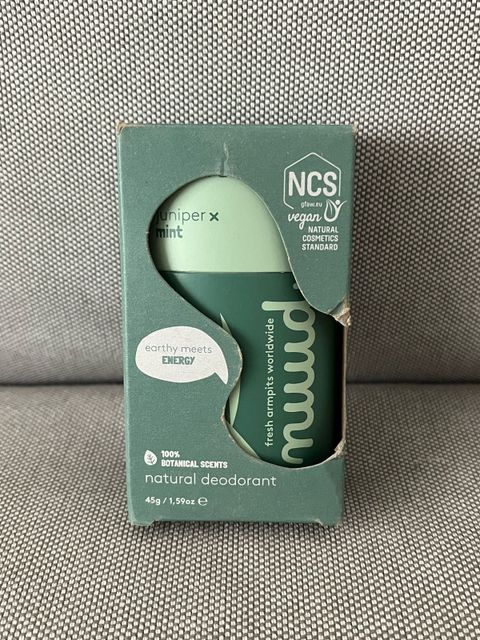 NCS
gfaw.eu
vegan
NATURAL
COSMETICS
STANDARD
juniper x
mint
earthy meets
ENERGY
nuud
fresh armpits worldwide
100%
BOTANICAL SCENTS
natural deodorant
45g / 1,59oz ℮